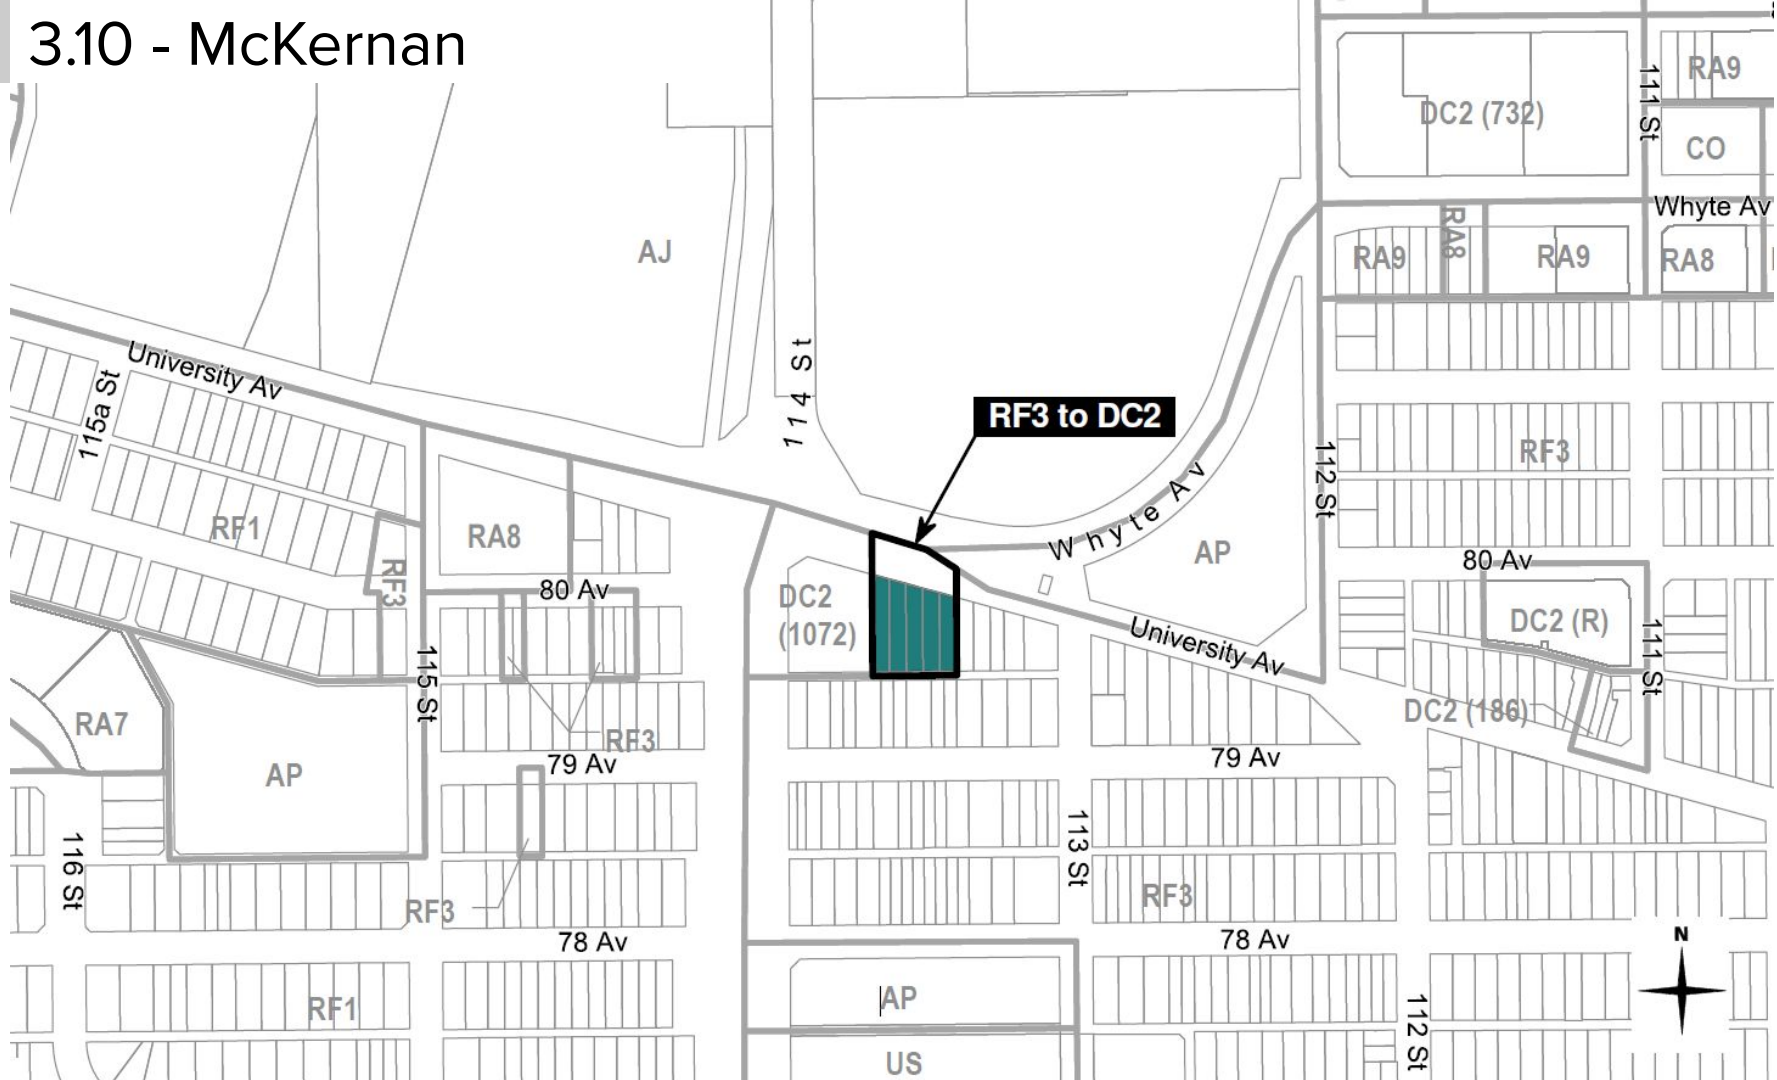 3.10 - McKernan
RA9
111 St
DC2 (732)
CO
Whyte Av
RA8
RA9
RA9
RA8
AJ
114 St
University Av
115a St
RF3 to DC2
112 St
RF3
Whyte Av
RF1
RA8
AP
80 Av
RF3
80 Av
DC2
(1072)
DC2 (R)
University Av
111 St
115 St
RA7
DC2 (186)
RF3
79 Av
79 Av
AP
116 St
113 St
RF3
RF3
78 Av
78 Av
N
AP
RF1
112 St
US